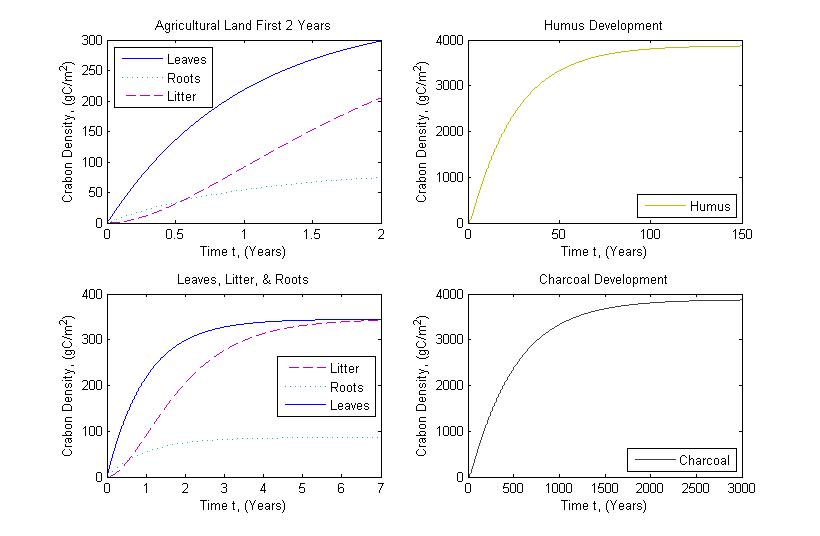 Agricultural Land First 2 Years
300
250
200
150
100
50
0
Crabon Density, (gC/m²)
Leaves
Roots
Litter
0 0.5 1 1.5 2
Time t, (Years)
Humus Development
4000
3000
2000
1000
0
Crabon Density, (gC/m²)
Humus
0 50 100 150
Time t, (Years)
Leaves, Litter, & Roots
400
300
200
100
0
Crabon Density, (gC/m²)
Litter
Roots
Leaves
0 1 2 3 4 5 6 7
Time t, (Years)
Charcoal Development
4000
3000
2000
1000
0
Crabon Density, (gC/m²)
Charcoal
0 500 1000 1500 2000 2500 3000
Time t, (Years)